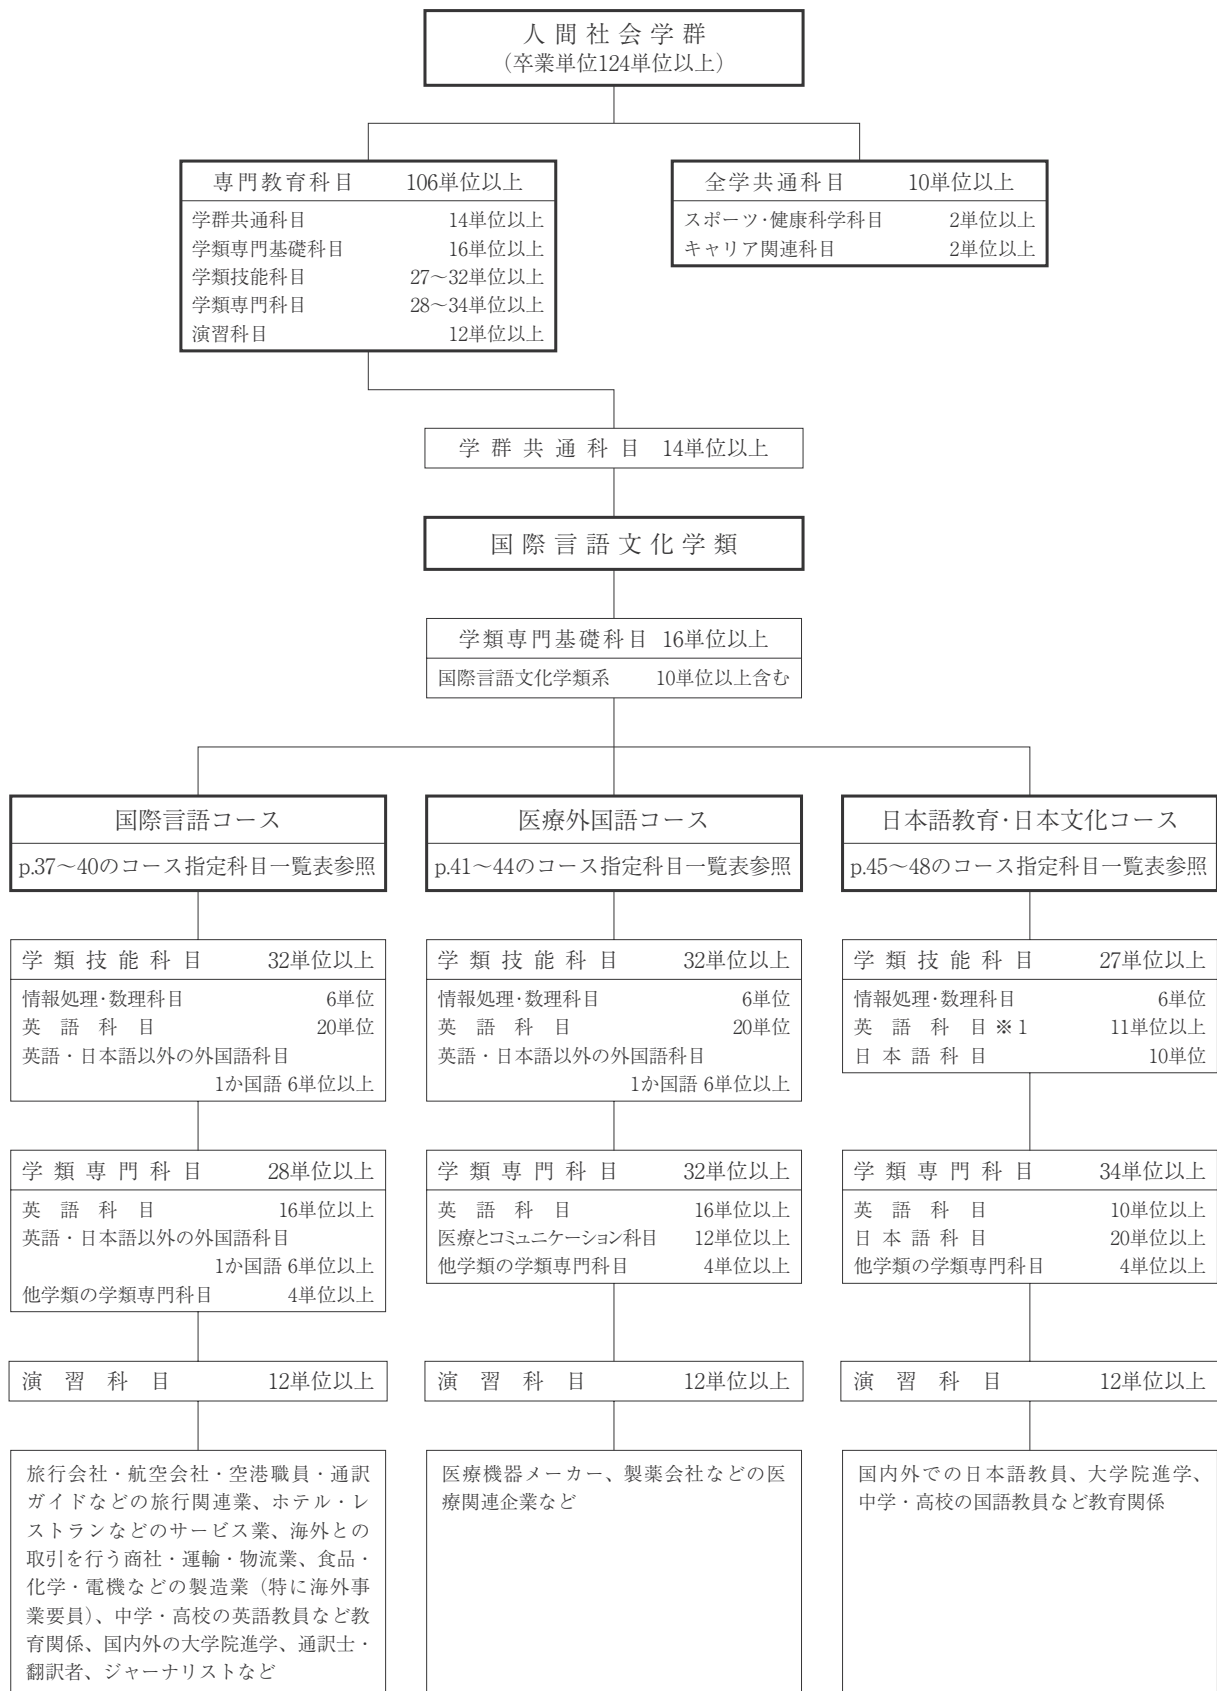 人間社会学群
（卒業単位124単位以上）
専門教育科目 106単位以上
学群共通科目 14単位以上
学類専門基礎科目 16単位以上
学類技能科目 27〜32単位以上
学類専門科目 28〜34単位以上
演習科目 12単位以上
全学共通科目 10単位以上
スポーツ・健康科学科目 2単位以上
キャリア関連科目 2単位以上
学群共通科目 14単位以上
国際言語文化学類
学類専門基礎科目 16単位以上
国際言語文化学類系 10単位以上含む
国際言語コース
p.37〜40のコース指定科目一覧表参照
学類技能科目 32単位以上
情報処理・数理科目 6単位
英語科目 20単位
英語・日本語以外の外国語科目
1か国語 6単位以上
学類専門科目 28単位以上
英語科目 16単位以上
英語・日本語以外の外国語科目
1か国語 6単位以上
他学類の学類専門科目 4単位以上
演習科目 12単位以上
旅行会社・航空会社・空港職員・通訳
ガイドなどの旅行関連業、ホテル・レ
ストランなどのサービス業、海外との
取引を行う商社・運輸・物流業、食品・
化学・電機などの製造業（特に海外事
業要員）、中学・高校の英語教員など教
育関係、国内外の大学院進学、通訳士・
翻訳者、ジャーナリストなど
医療外国語コース
p.41〜44のコース指定科目一覧表参照
学類技能科目 32単位以上
情報処理・数理科目 6単位
英語科目 20単位
英語・日本語以外の外国語科目
1か国語 6単位以上
学類専門科目 32単位以上
英語科目 16単位以上
医療とコミュニケーション科目 12単位以上
他学類の学類専門科目 4単位以上
演習科目 12単位以上
医療機器メーカー、製薬会社などの医
療関連企業など
日本語教育・日本文化コース
p.45〜48のコース指定科目一覧表参照
学類技能科目 27単位以上
情報処理・数理科目 6単位
英語科目※1 11単位以上
日本語科目 10単位
学類専門科目 34単位以上
英語科目 10単位以上
日本語科目 20単位以上
他学類の学類専門科目 4単位以上
演習科目 12単位以上
国内外での日本語教員、大学院進学、
中学・高校の国語教員など教育関係